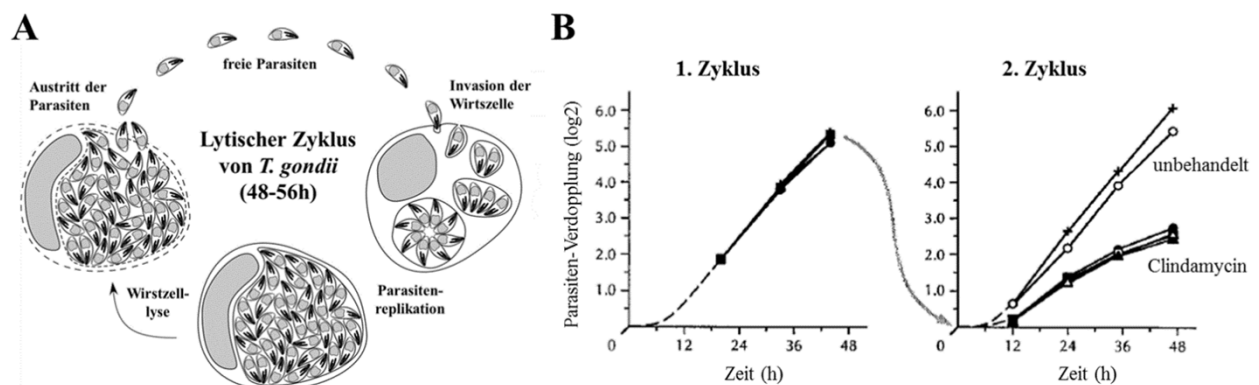 A
freie Parasiten
Austritt der
Parasiten
Invasion der
Wirtszelle
Lytischer Zyklus
von T. gondii
(48-56h)
Wirstzell-
lyse
Parasiten-
replikation
B
1. Zyklus
Parasiten-Verdopplung (log2)
6.0
5.0
4.0
3.0
2.0
1.0
0
12
24
36
48
Zeit (h)
2. Zyklus
6.0
5.0
4.0
3.0
2.0
1.0
0
12
24
36
48
Zeit (h)
unbehandelt
Clindamycin